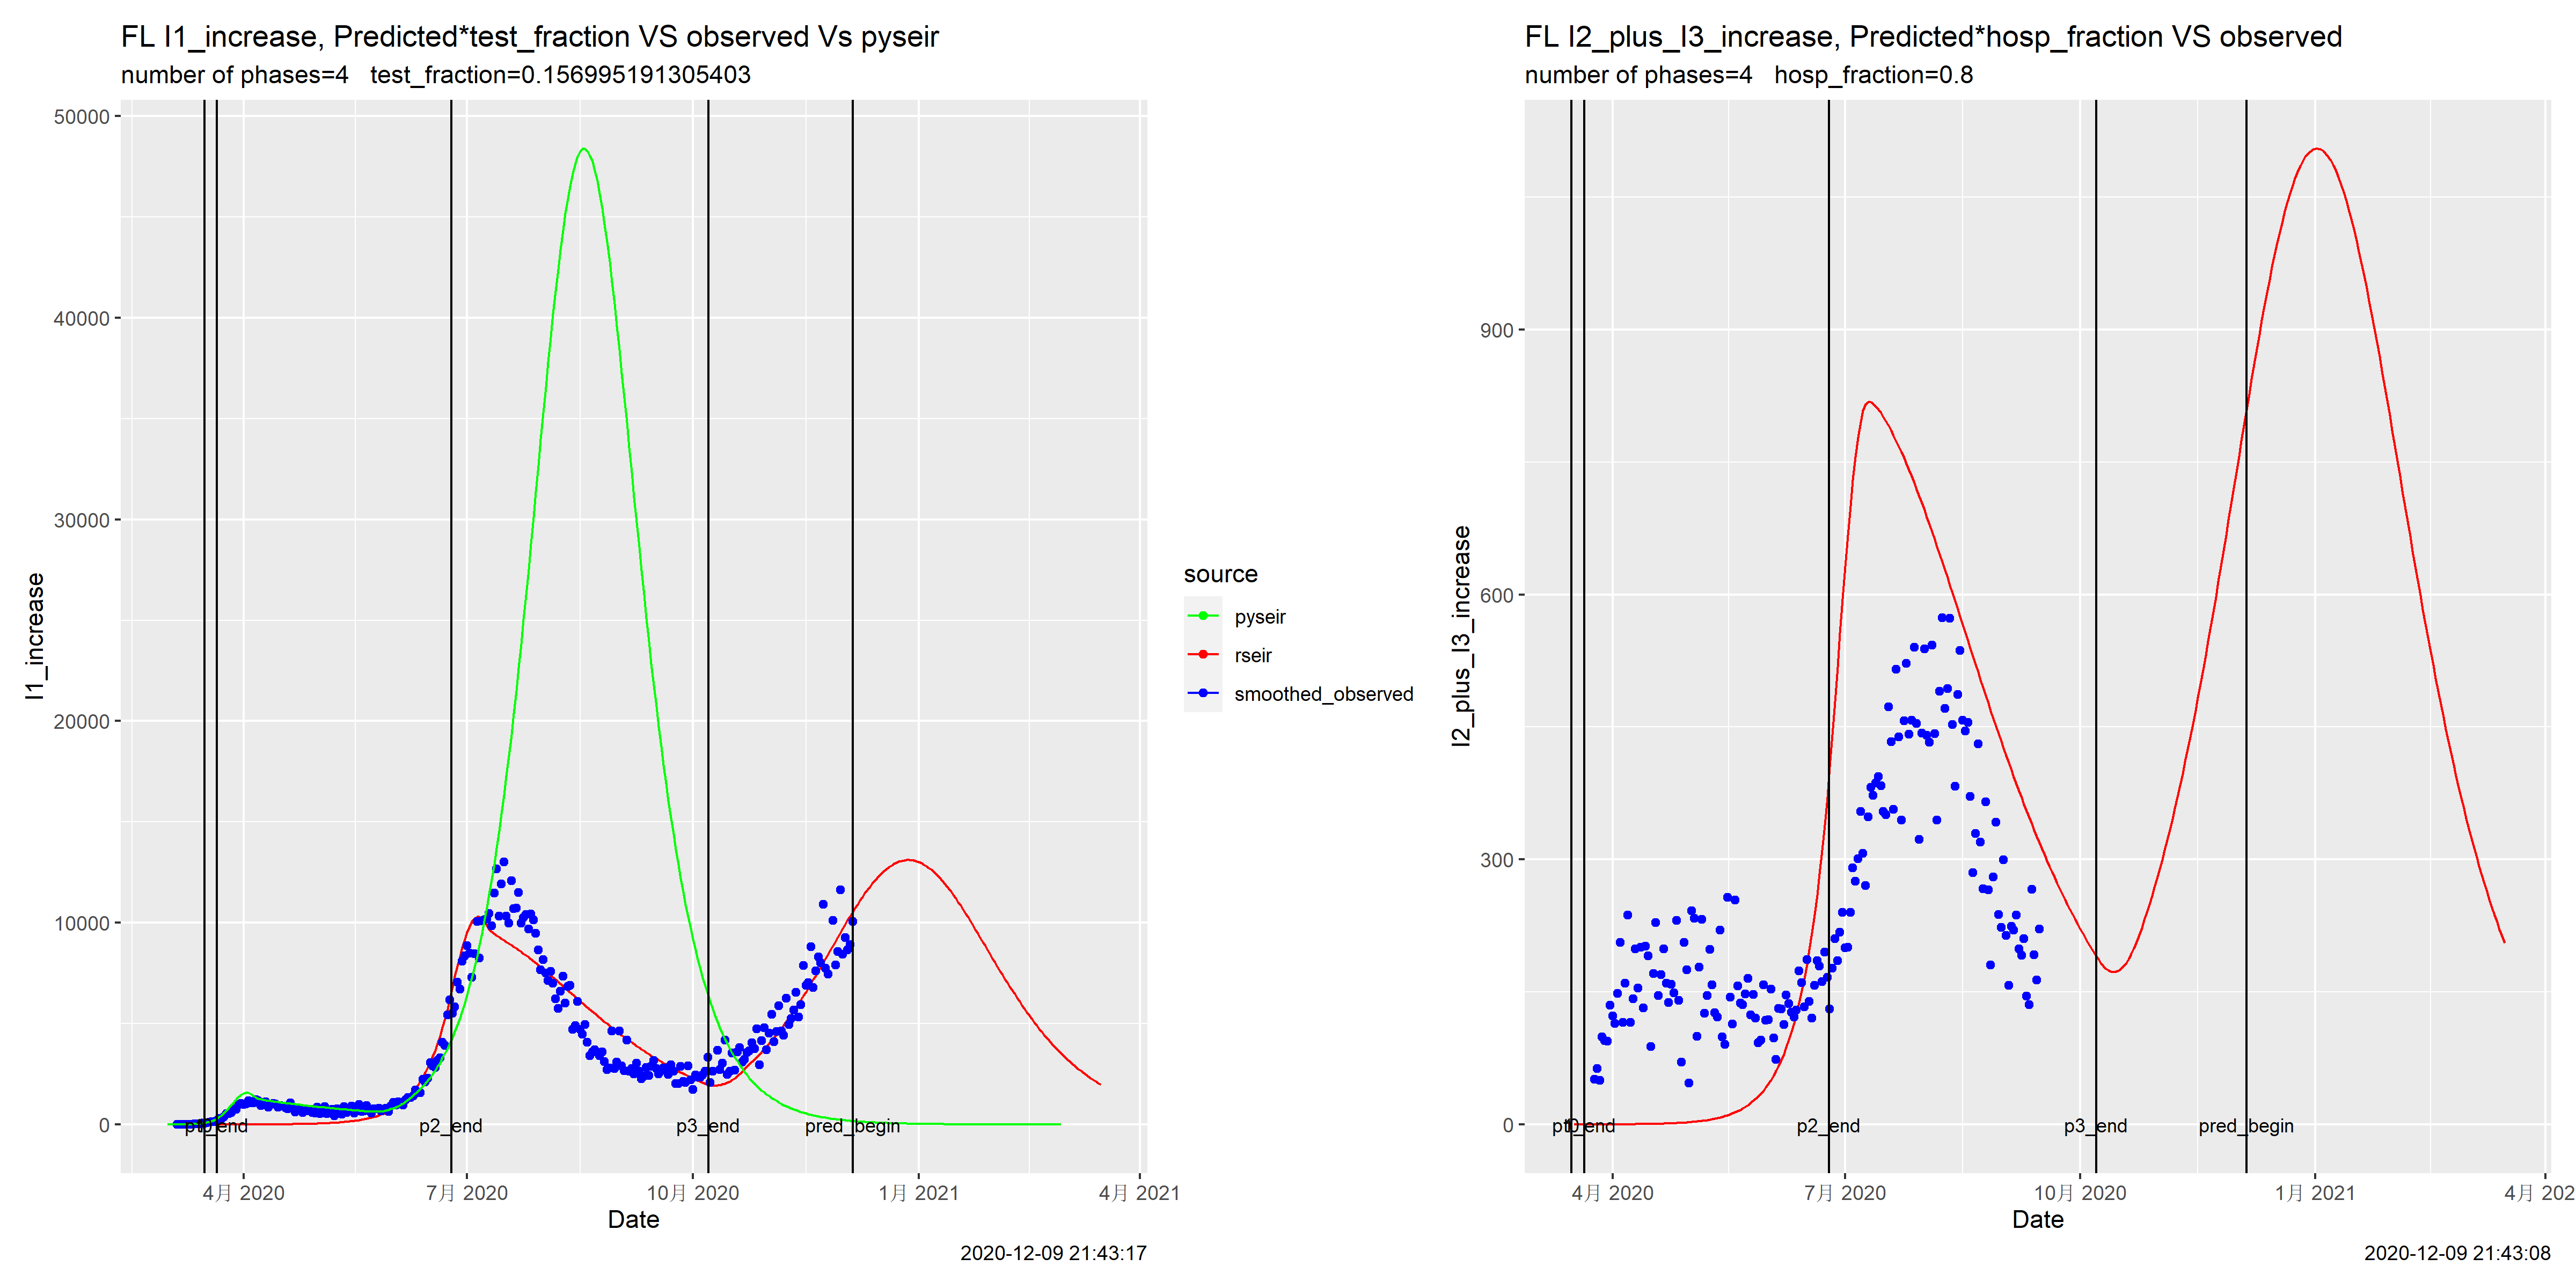 FL I1_increase, Predicted*test_fraction VS observed Vs pyseir
number of phases=4   test_fraction=0.156995191305403
50000
40000
30000
20000
10000
0
I1_increase
p2_end
p3_end
pred_begin
4月 2020
7月 2020
10月 2020
1月 2021
4月 2021
Date
2020-12-09 21:43:17
source
pyseir
rseir
smoothed_observed
FL I2_plus_I3_increase, Predicted*hosp_fraction VS observed
number of phases=4   hosp_fraction=0.8
900
600
300
0
I2_plus_I3_increase
p2_end
p3_end
pred_begin
4月 2020
7月 2020
10月 2020
1月 2021
4月 202
Date
2020-12-09 21:43:08